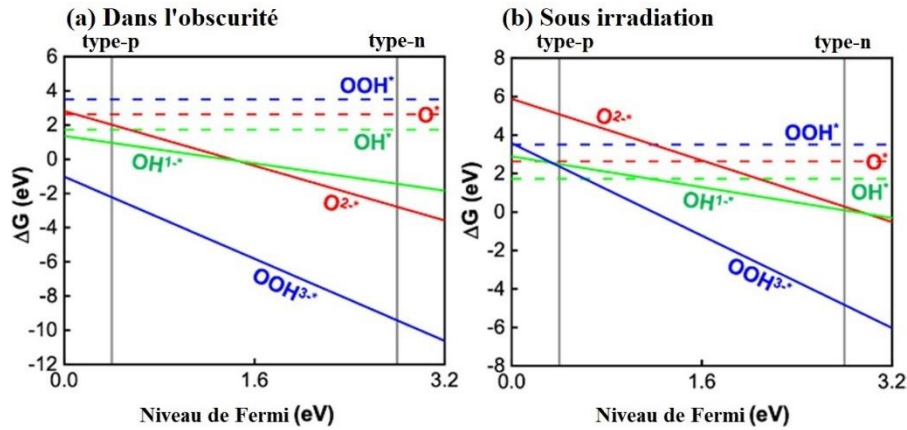 (a) Dans l'obscurité
type-p
type-n
6
4
2
0
-2
-4
-6
-8
-10
-12
ΔG (eV)
OOH*
O*
OH*
OH¹⁻*
O²⁻*
OOH³⁻*
0.0
1.6
3.2
Niveau de Fermi (eV)
(b) Sous irradiation
type-p
type-n
8
6
4
2
0
-2
-4
-6
-8
ΔG (eV)
O²⁻*
OOH*
O*
OH*
OH¹⁻*
OOH³⁻*
0.0
1.6
3.2
Niveau de Fermi (eV)